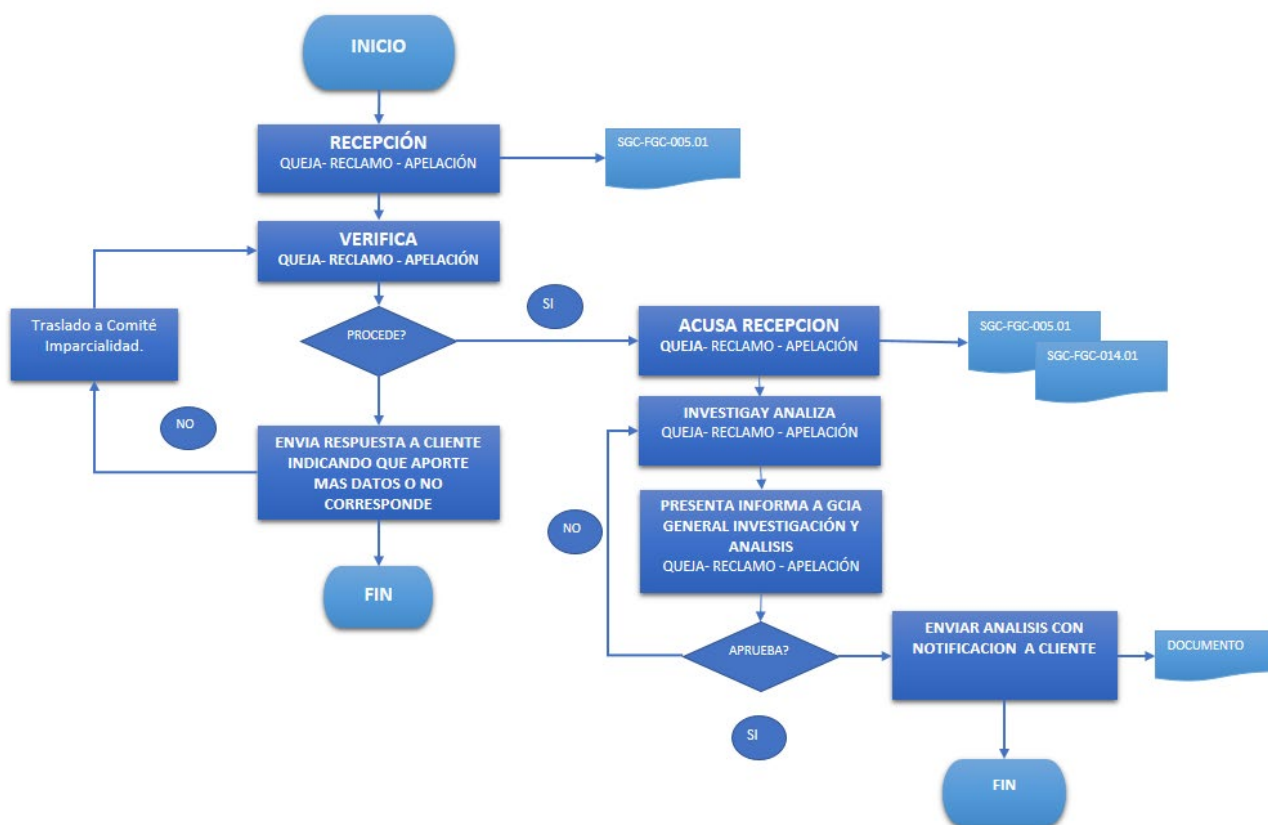 INICIO
RECEPCIÓN
QUEJA- RECLAMO - APELACIÓN
SGC-FGC-005.01
VERIFICA
QUEJA- RECLAMO - APELACIÓN
Traslado a Comité
Imparcialidad.
PROCEDE?
SI
ACUSA RECEPCION
QUEJA- RECLAMO - APELACIÓN
SGC-FGC-005.01
SGC-FGC-014.01
NO
ENVIA RESPUESTA A CLIENTE
INDICANDO QUE APORTE
MAS DATOS O NO
CORRESPONDE
FIN
INVESTIGAY ANALIZA
QUEJA- RECLAMO - APELACIÓN
NO
PRESENTA INFORMA A GCIA
GENERAL INVESTIGACIÓN Y
ANALISIS
QUEJA- RECLAMO - APELACIÓN
APRUEBA?
SI
ENVIAR ANALISIS CON
NOTIFICACION A CLIENTE
DOCUMENTO
FIN